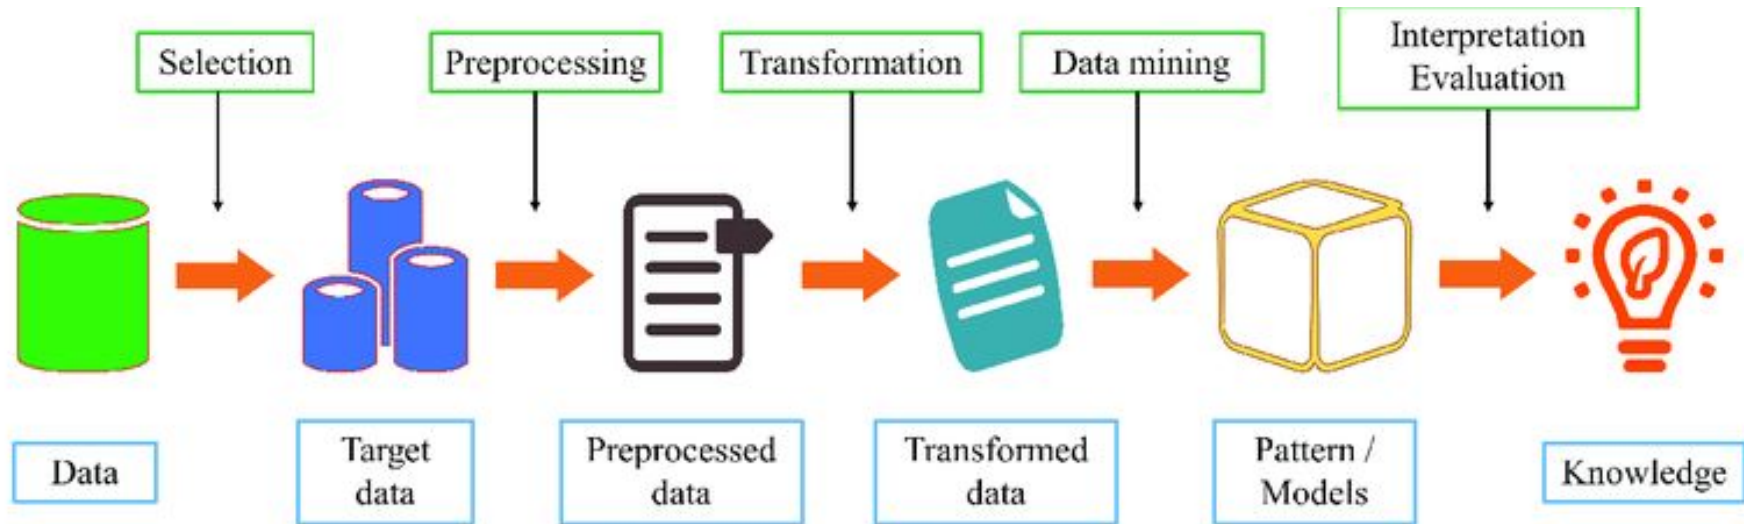 Selection
Preprocessing
Transformation
Data mining
Interpretation
Evaluation
Data
Target
data
Preprocessed
data
Transformed
data
Pattern /
Models
Knowledge